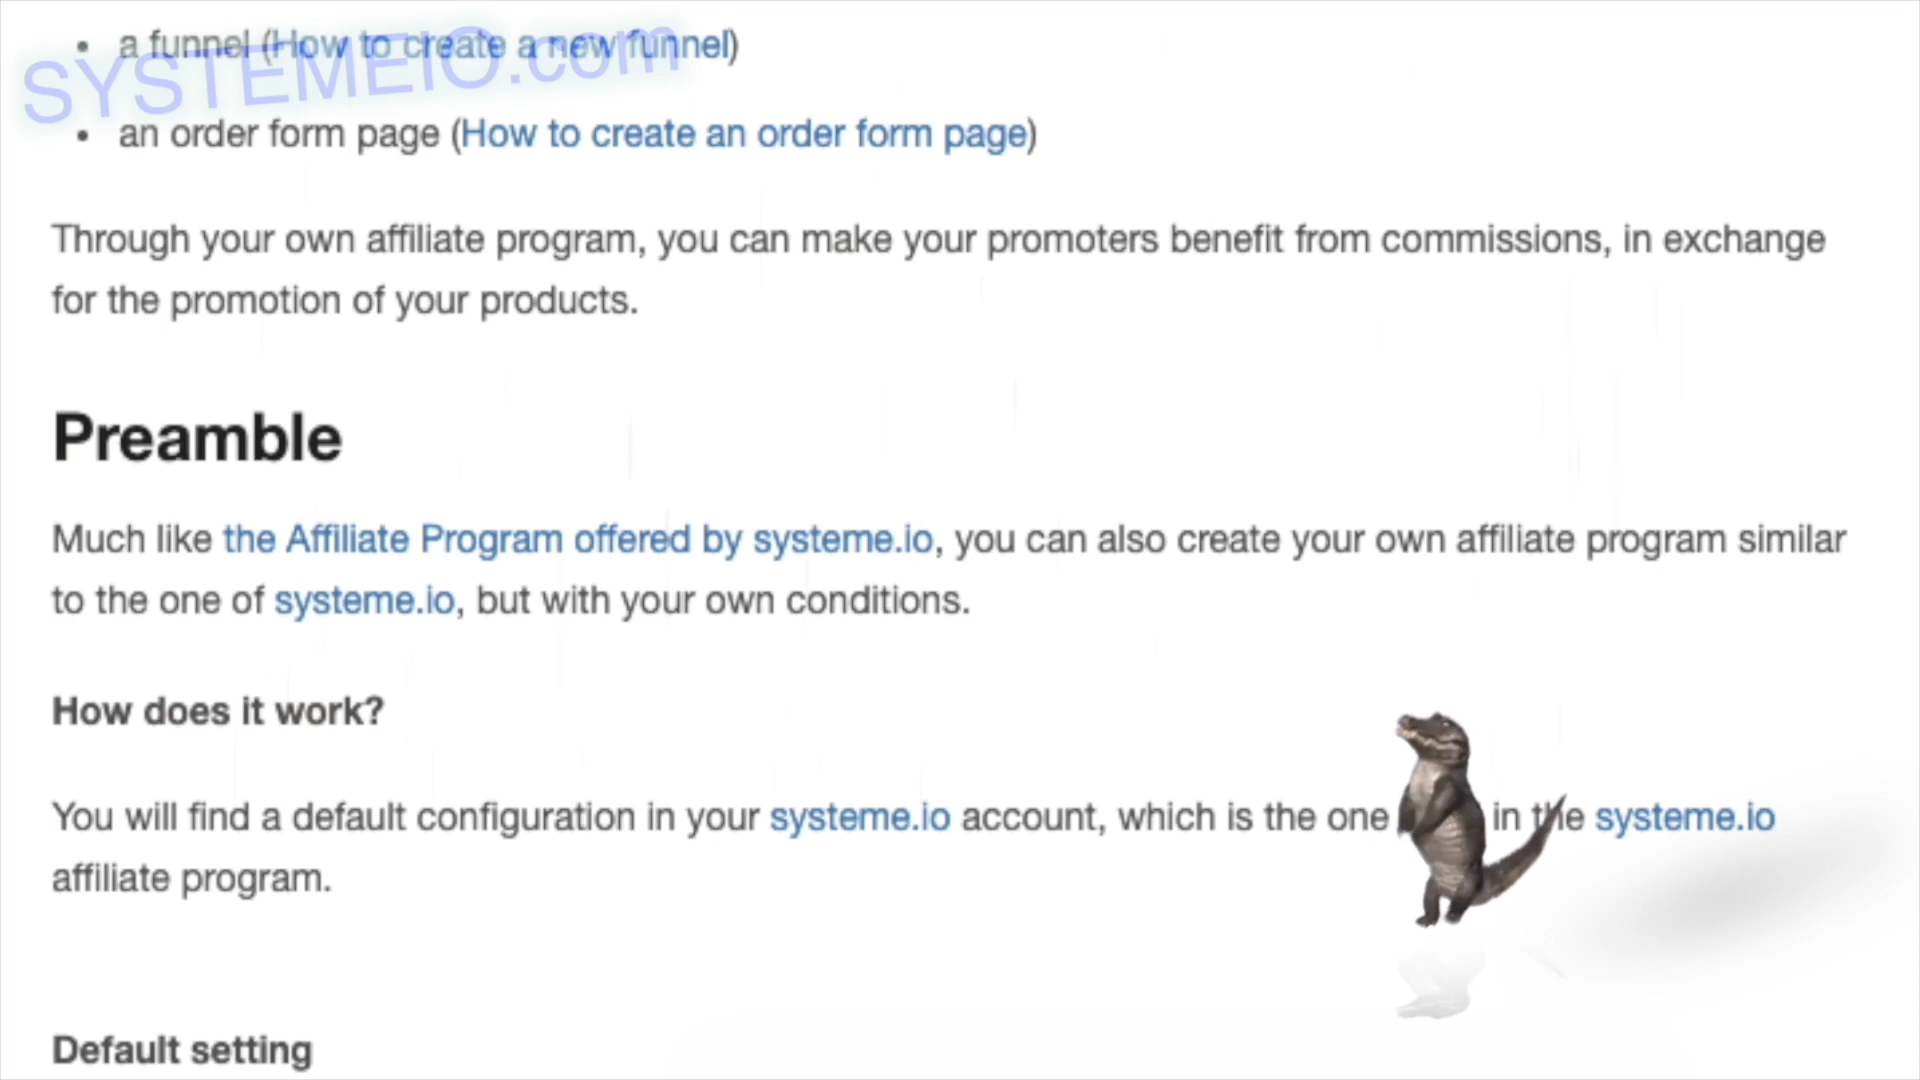 • a funnel (How to create a new funnel)
SYSTEMEIO.com
• an order form page (How to create an order form page)
Through your own affiliate program, you can make your promoters benefit from commissions, in exchange
for the promotion of your products.
Preamble
Much like the Affiliate Program offered by systeme.io, you can also create your own affiliate program similar
to the one of systeme.io, but with your own conditions.
How does it work?
You will find a default configuration in your systeme.io account, which is the one in the systeme.io
affiliate program.
Default setting